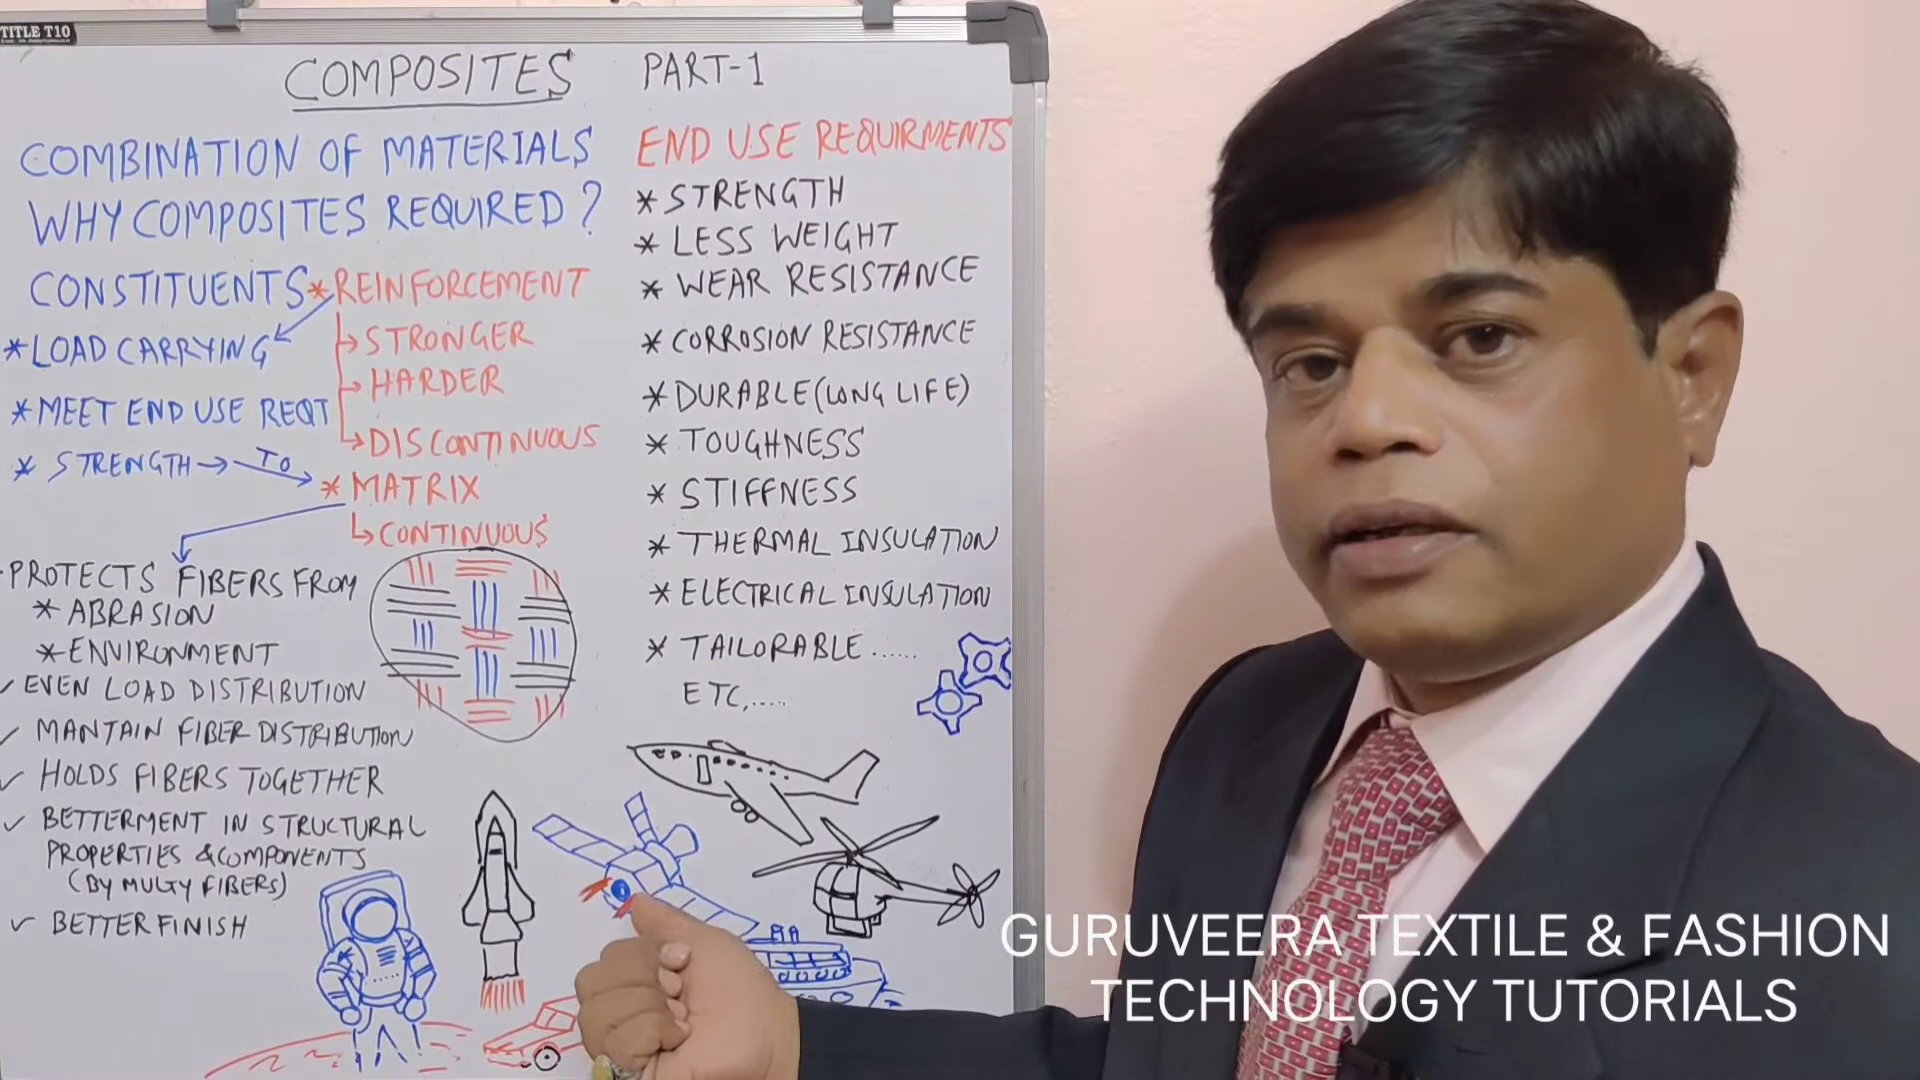 TITLE T10
COMPOSITES PART-1
COMBINATION OF MATERIALS
WHY COMPOSITES REQUIRED?
CONSTITUENTS * REINFORCEMENT
* LOAD CARRYING
→ STRONGER
→ HARDER
* MEET END USE REQT
→ DISCONTINUOUS
* STRENGTH → TO → * MATRIX
↳ CONTINUOUS
PROTECTS FIBERS FROM
* ABRASION
* ENVIRONMENT
✓ EVEN LOAD DISTRIBUTION
✓ MANTAIN FIBER DISTRIBUTION
✓ HOLDS FIBERS TOGETHER
✓ BETTERMENT IN STRUCTURAL
PROPERTIES & COMPONENTS
(BY MULTY FIBERS)
✓ BETTER FINISH
END USE REQUIRMENTS
* STRENGTH
* LESS WEIGHT
* WEAR RESISTANCE
* CORROSION RESISTANCE
* DURABLE (LONG LIFE)
* TOUGHNESS
* STIFFNESS
* THERMAL INSULATION
* ELECTRICAL INSULATION
* TAILORABLE ......
ETC,.....
GURUVEERA TEXTILE & FASHION
TECHNOLOGY TUTORIALS